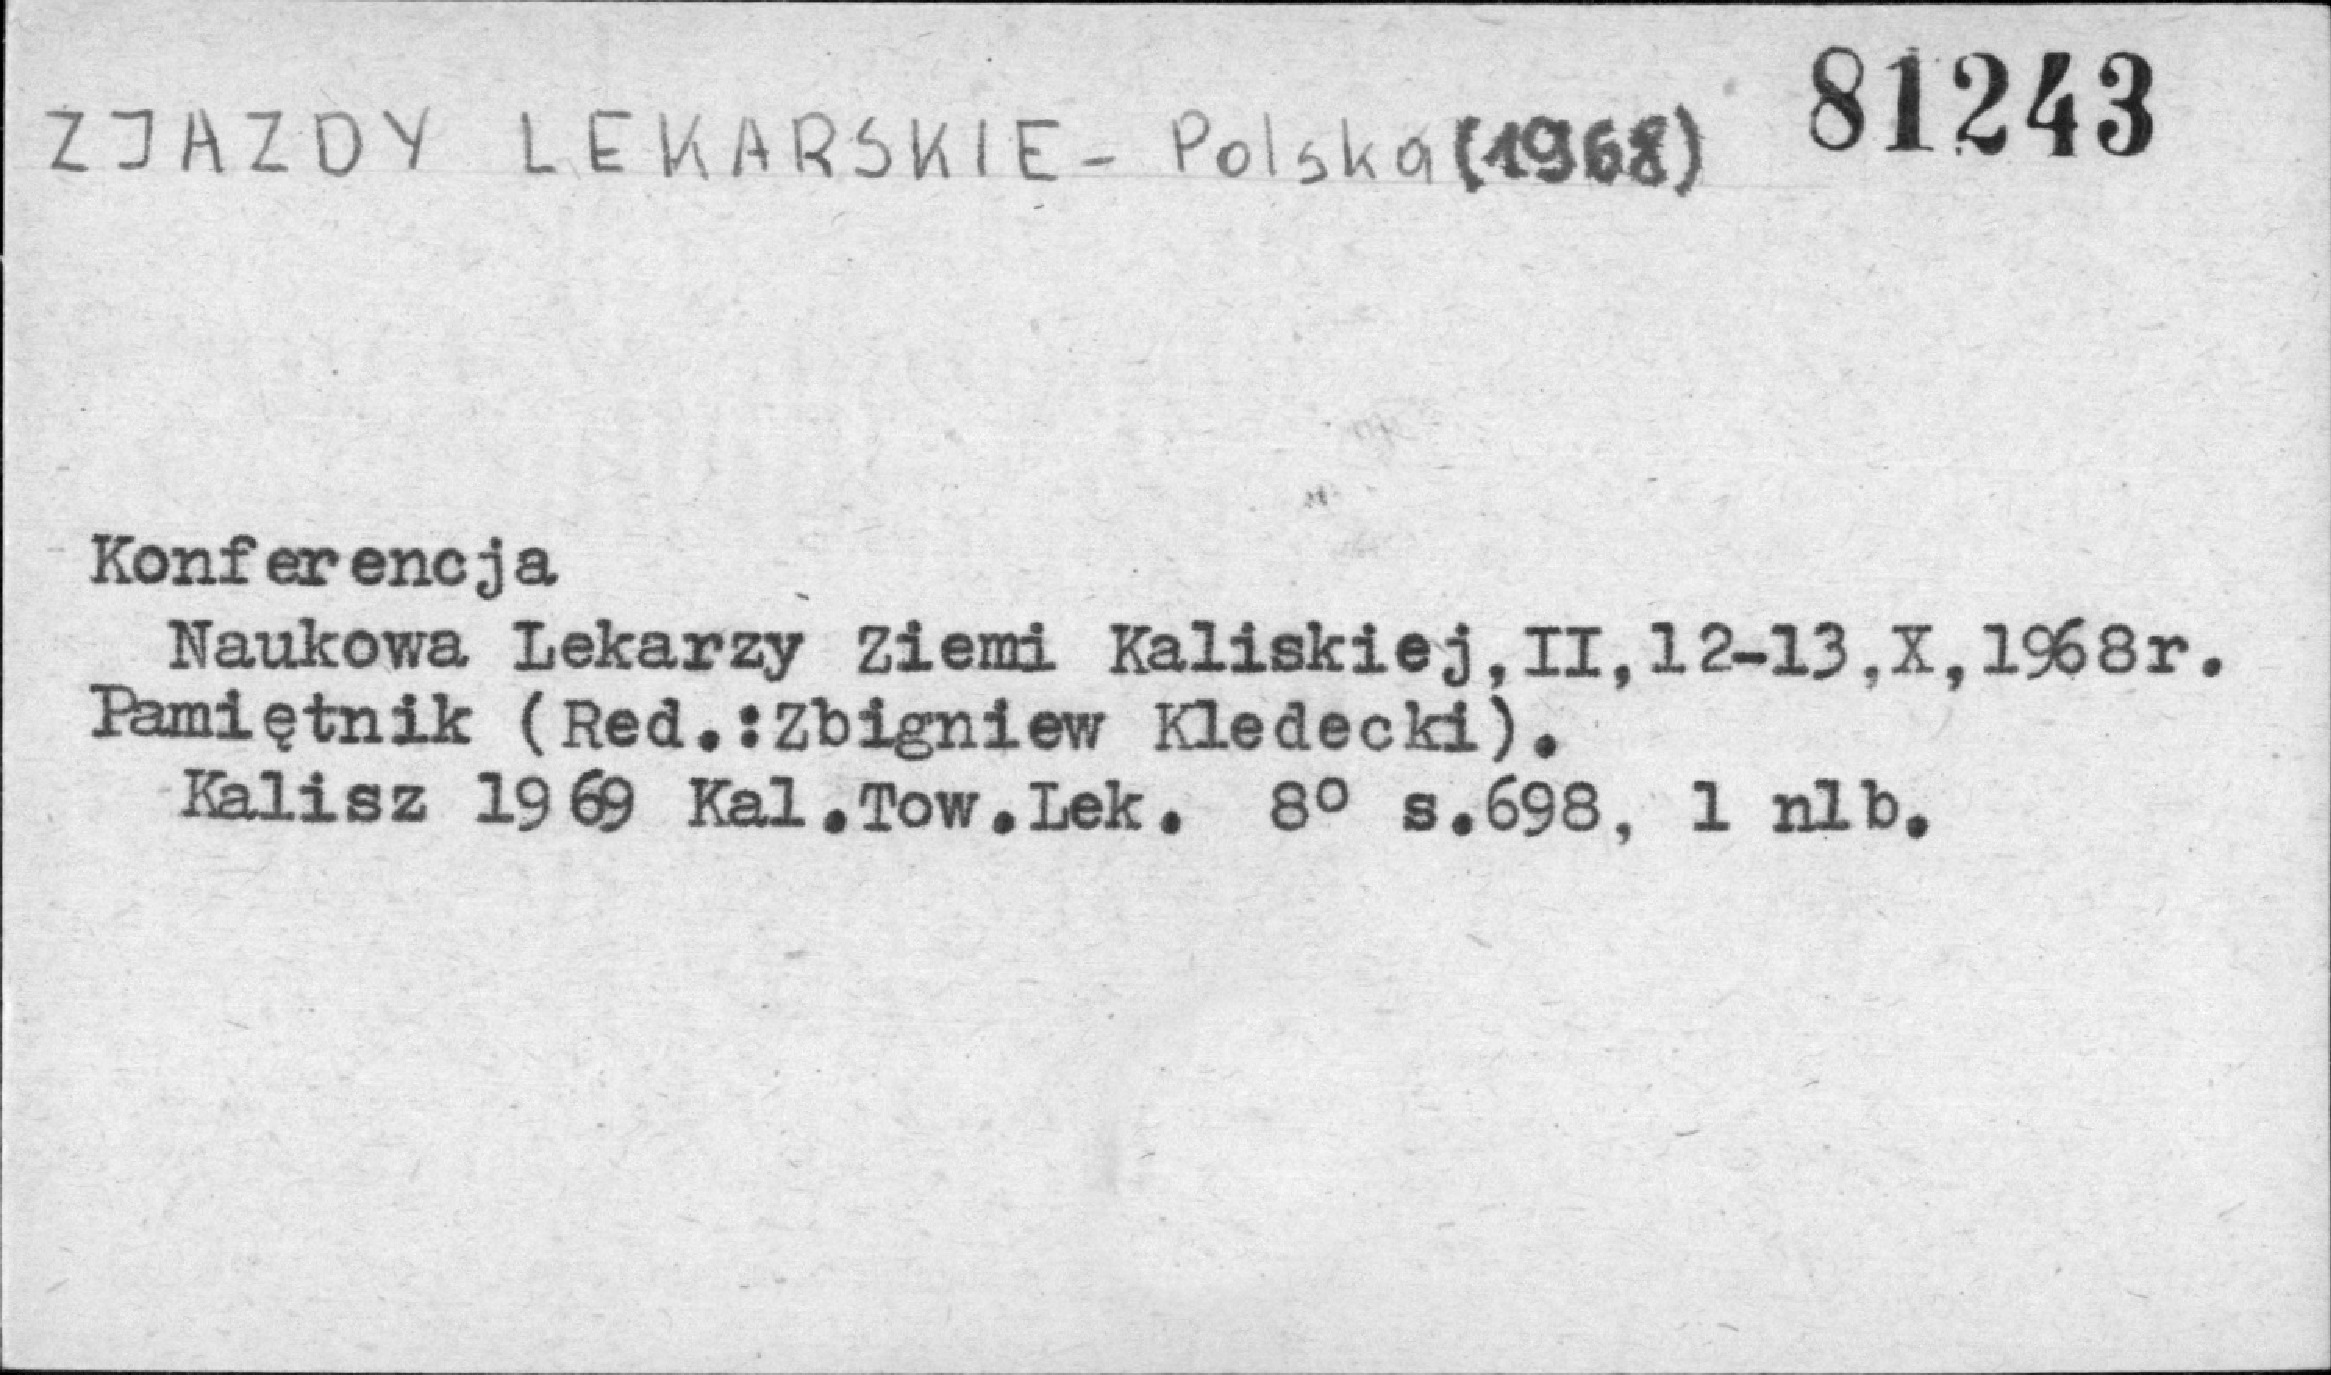 81243
ZJAZDY LEKARSKIE - Polska (1968)
Konferencja
Naukowa Lekarzy Ziemi Kaliskiej,II,12-13,X,1968r.
Pamiętnik (Red.:Zbigniew Kledecki).
Kalisz 1969 Kal.Tow.Lek. 8° s.698, 1 nlb.